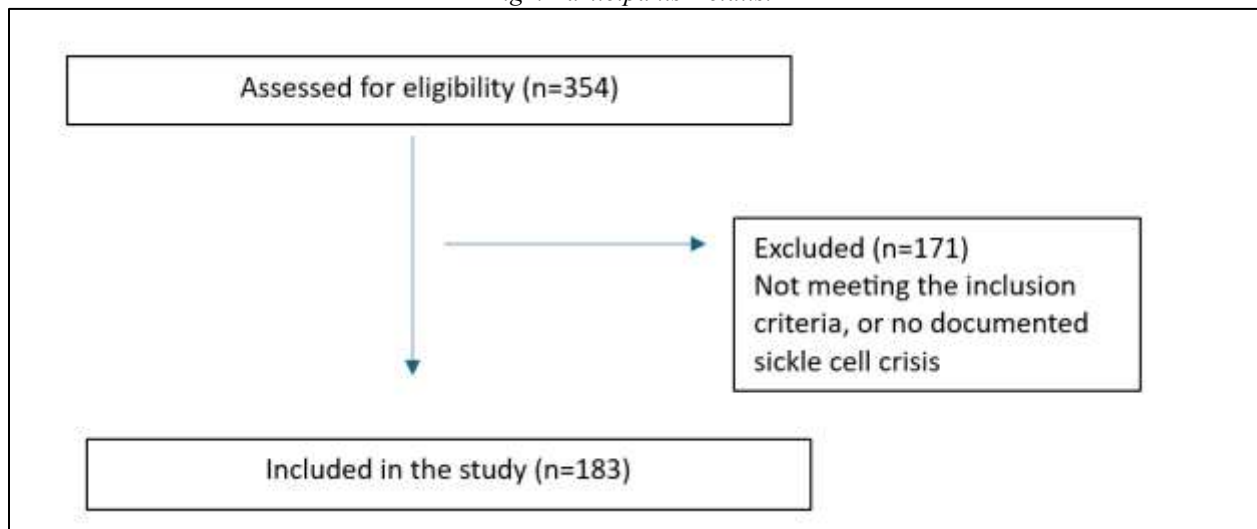 Assessed for eligibility (n=354)
Excluded (n=171)
Not meeting the inclusion
criteria, or no documented
sickle cell crisis
Included in the study (n=183)